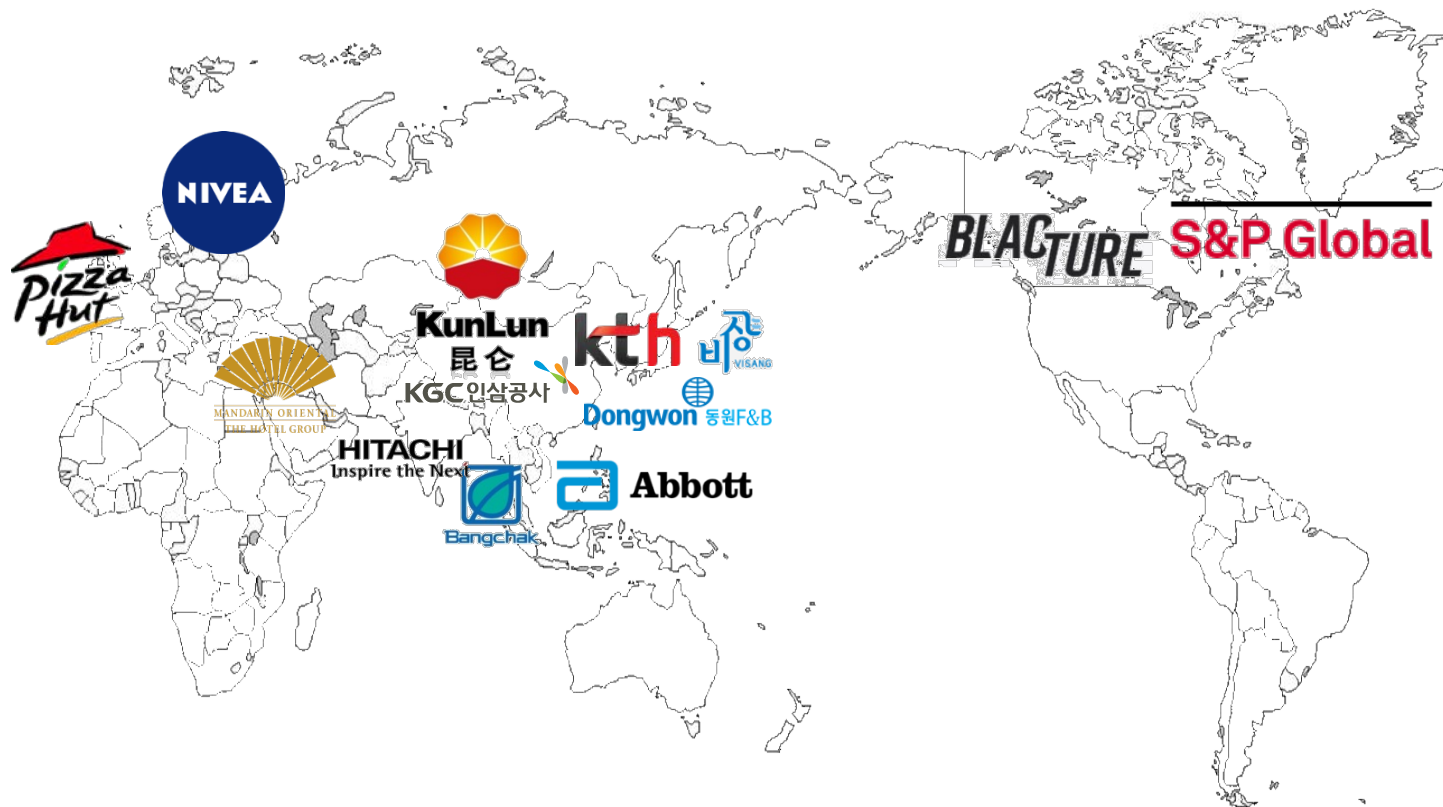 NIVEA
Pizza
Hut
BLACTURE
S&P Global
KunLun
昆仑
kth
비상
VISANG
KGC인삼공사
Dongwon 동원F&B
MANDARIN ORIENTAL
THE HOTEL GROUP
HITACHI
Inspire the Next
Abbott
Bangchak